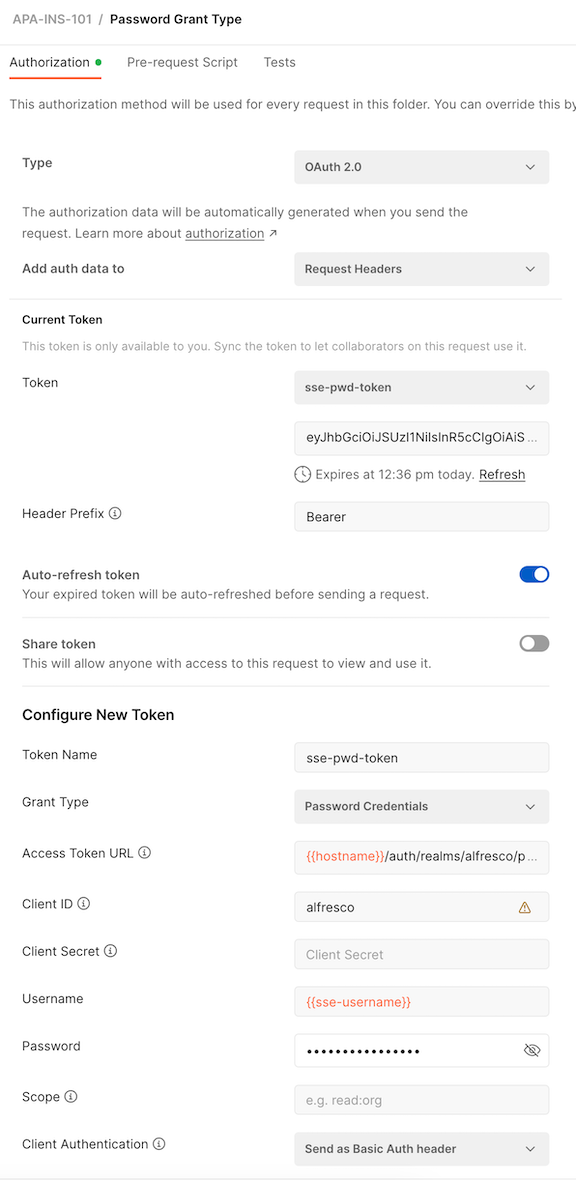 APA-INS-101 / Password Grant Type
Authorization Pre-request Script Tests
This authorization method will be used for every request in this folder. You can override this by
Type OAuth 2.0
The authorization data will be automatically generated when you send the
request. Learn more about authorization ↗
Add auth data to Request Headers
Current Token
This token is only available to you. Sync the token to let collaborators on this request use it.
Token sse-pwd-token
eyJhbGciOiJSUzI1NiIsInR5cCIgOiAiS ...
Expires at 12:36 pm today. Refresh
Header Prefix Bearer
Auto-refresh token
Your expired token will be auto-refreshed before sending a request.
Share token
This will allow anyone with access to this request to view and use it.
Configure New Token
Token Name sse-pwd-token
Grant Type Password Credentials
Access Token URL {{hostname}}/auth/realms/alfresco/p...
Client ID alfresco
Client Secret Client Secret
Username {{sse-username}}
Password ••••••••••••••••
Scope e.g. read:org
Client Authentication Send as Basic Auth header